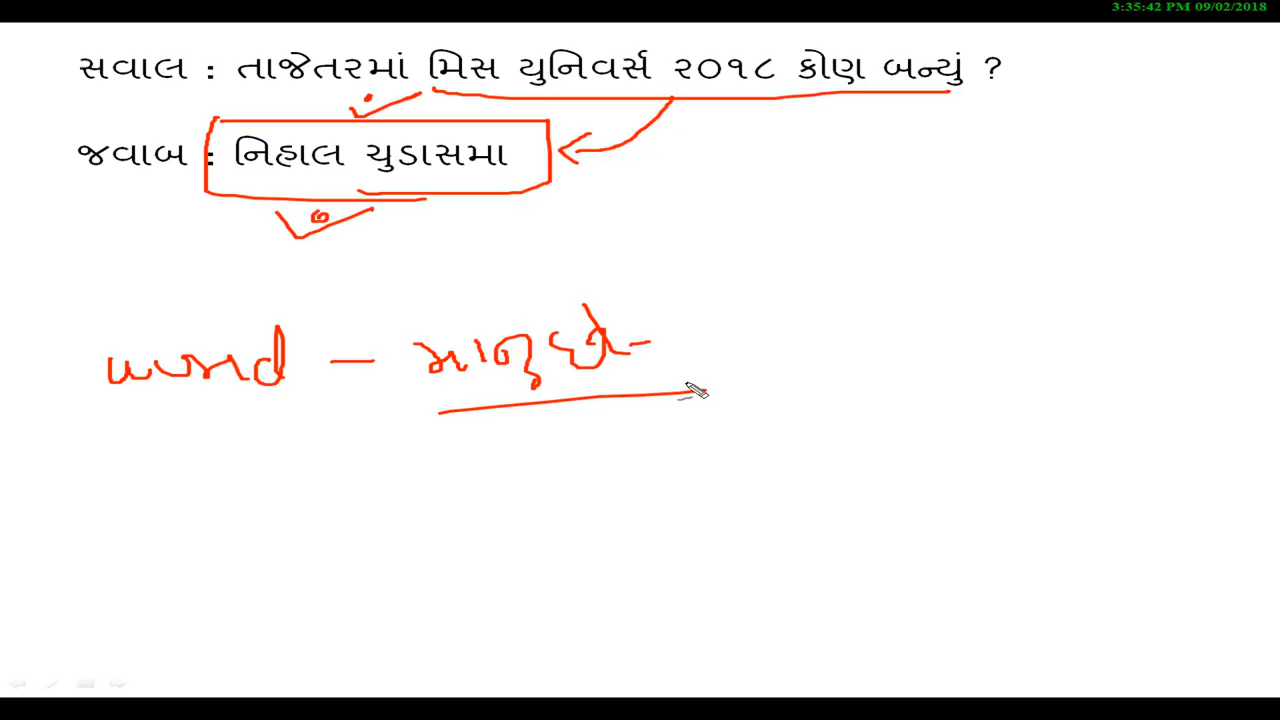 3:35:42 PM 09/02/2018
સવાલ : તાજેતરમાં મિસ યુનિવર્સ ૨૦૧૮ કોણ બન્યું ?
જવાબ : નિહાલ ચુડાસમા